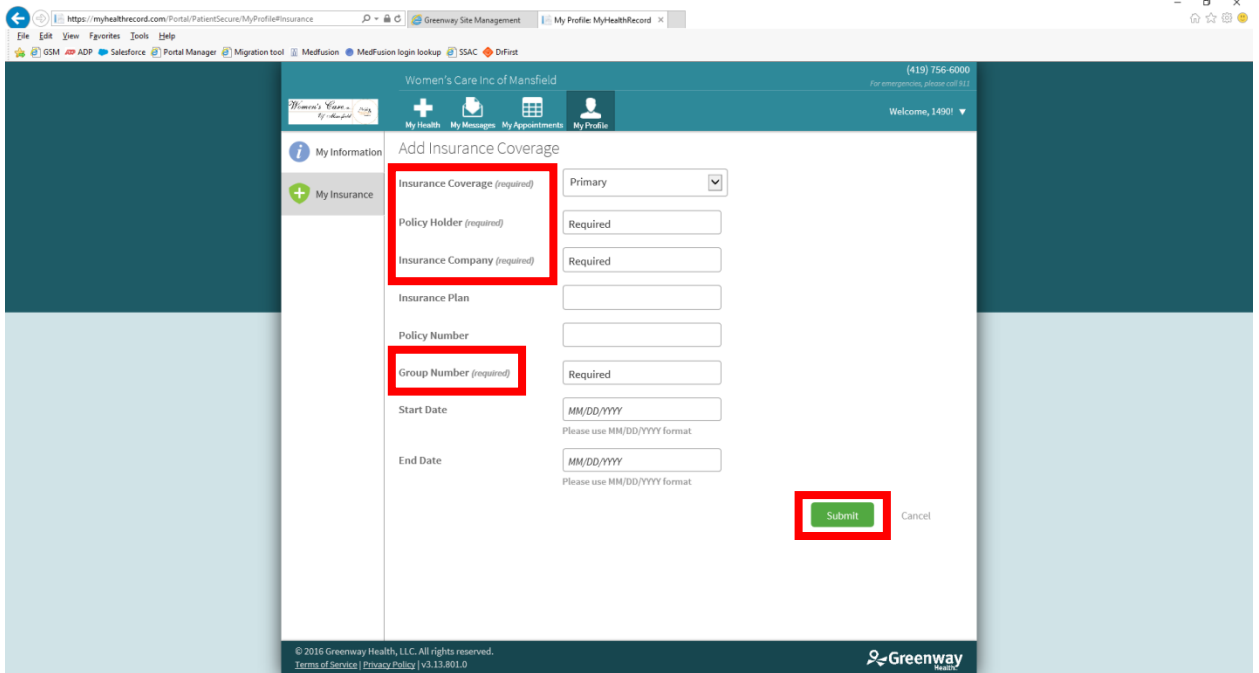 https://myhealthrecord.com/Portal/PatientSecure/MyProfile#Insurance
Greenway Site Management
My Profile: MyHealthRecord
File Edit View Favorites Tools Help
GSM ADP Salesforce Portal Manager Migration tool Medfusion MedFusion login lookup SSAC DrFirst
Women's Care Inc of Mansfield
(419) 756-6000
For emergencies, please call 911
Women's Care
Of Mansfield
My Health My Messages My Appointments My Profile
Welcome, 1490! ▼
My Information
My Insurance
Add Insurance Coverage
Insurance Coverage (required) Primary
Policy Holder (required) Required
Insurance Company (required) Required
Insurance Plan
Policy Number
Group Number (required) Required
Start Date MM/DD/YYYY
Please use MM/DD/YYYY format
End Date MM/DD/YYYY
Please use MM/DD/YYYY format
Submit Cancel
© 2016 Greenway Health, LLC. All rights reserved.
Terms of Service | Privacy Policy | v3.13.801.0
Greenway
Health